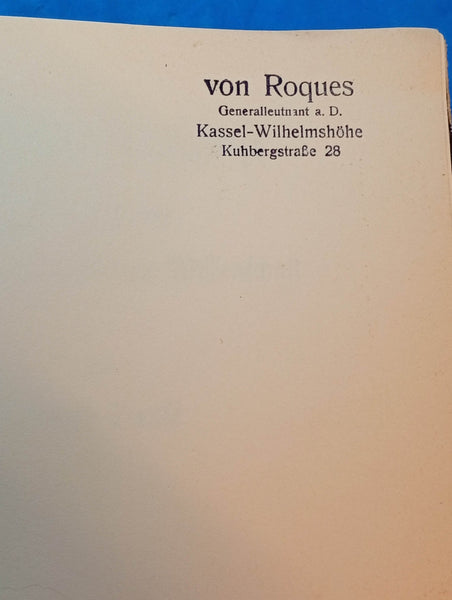 von Roques
Generalleutnant a. D.
Kassel-Wilhelmshöhe
Kuhbergstraße 28